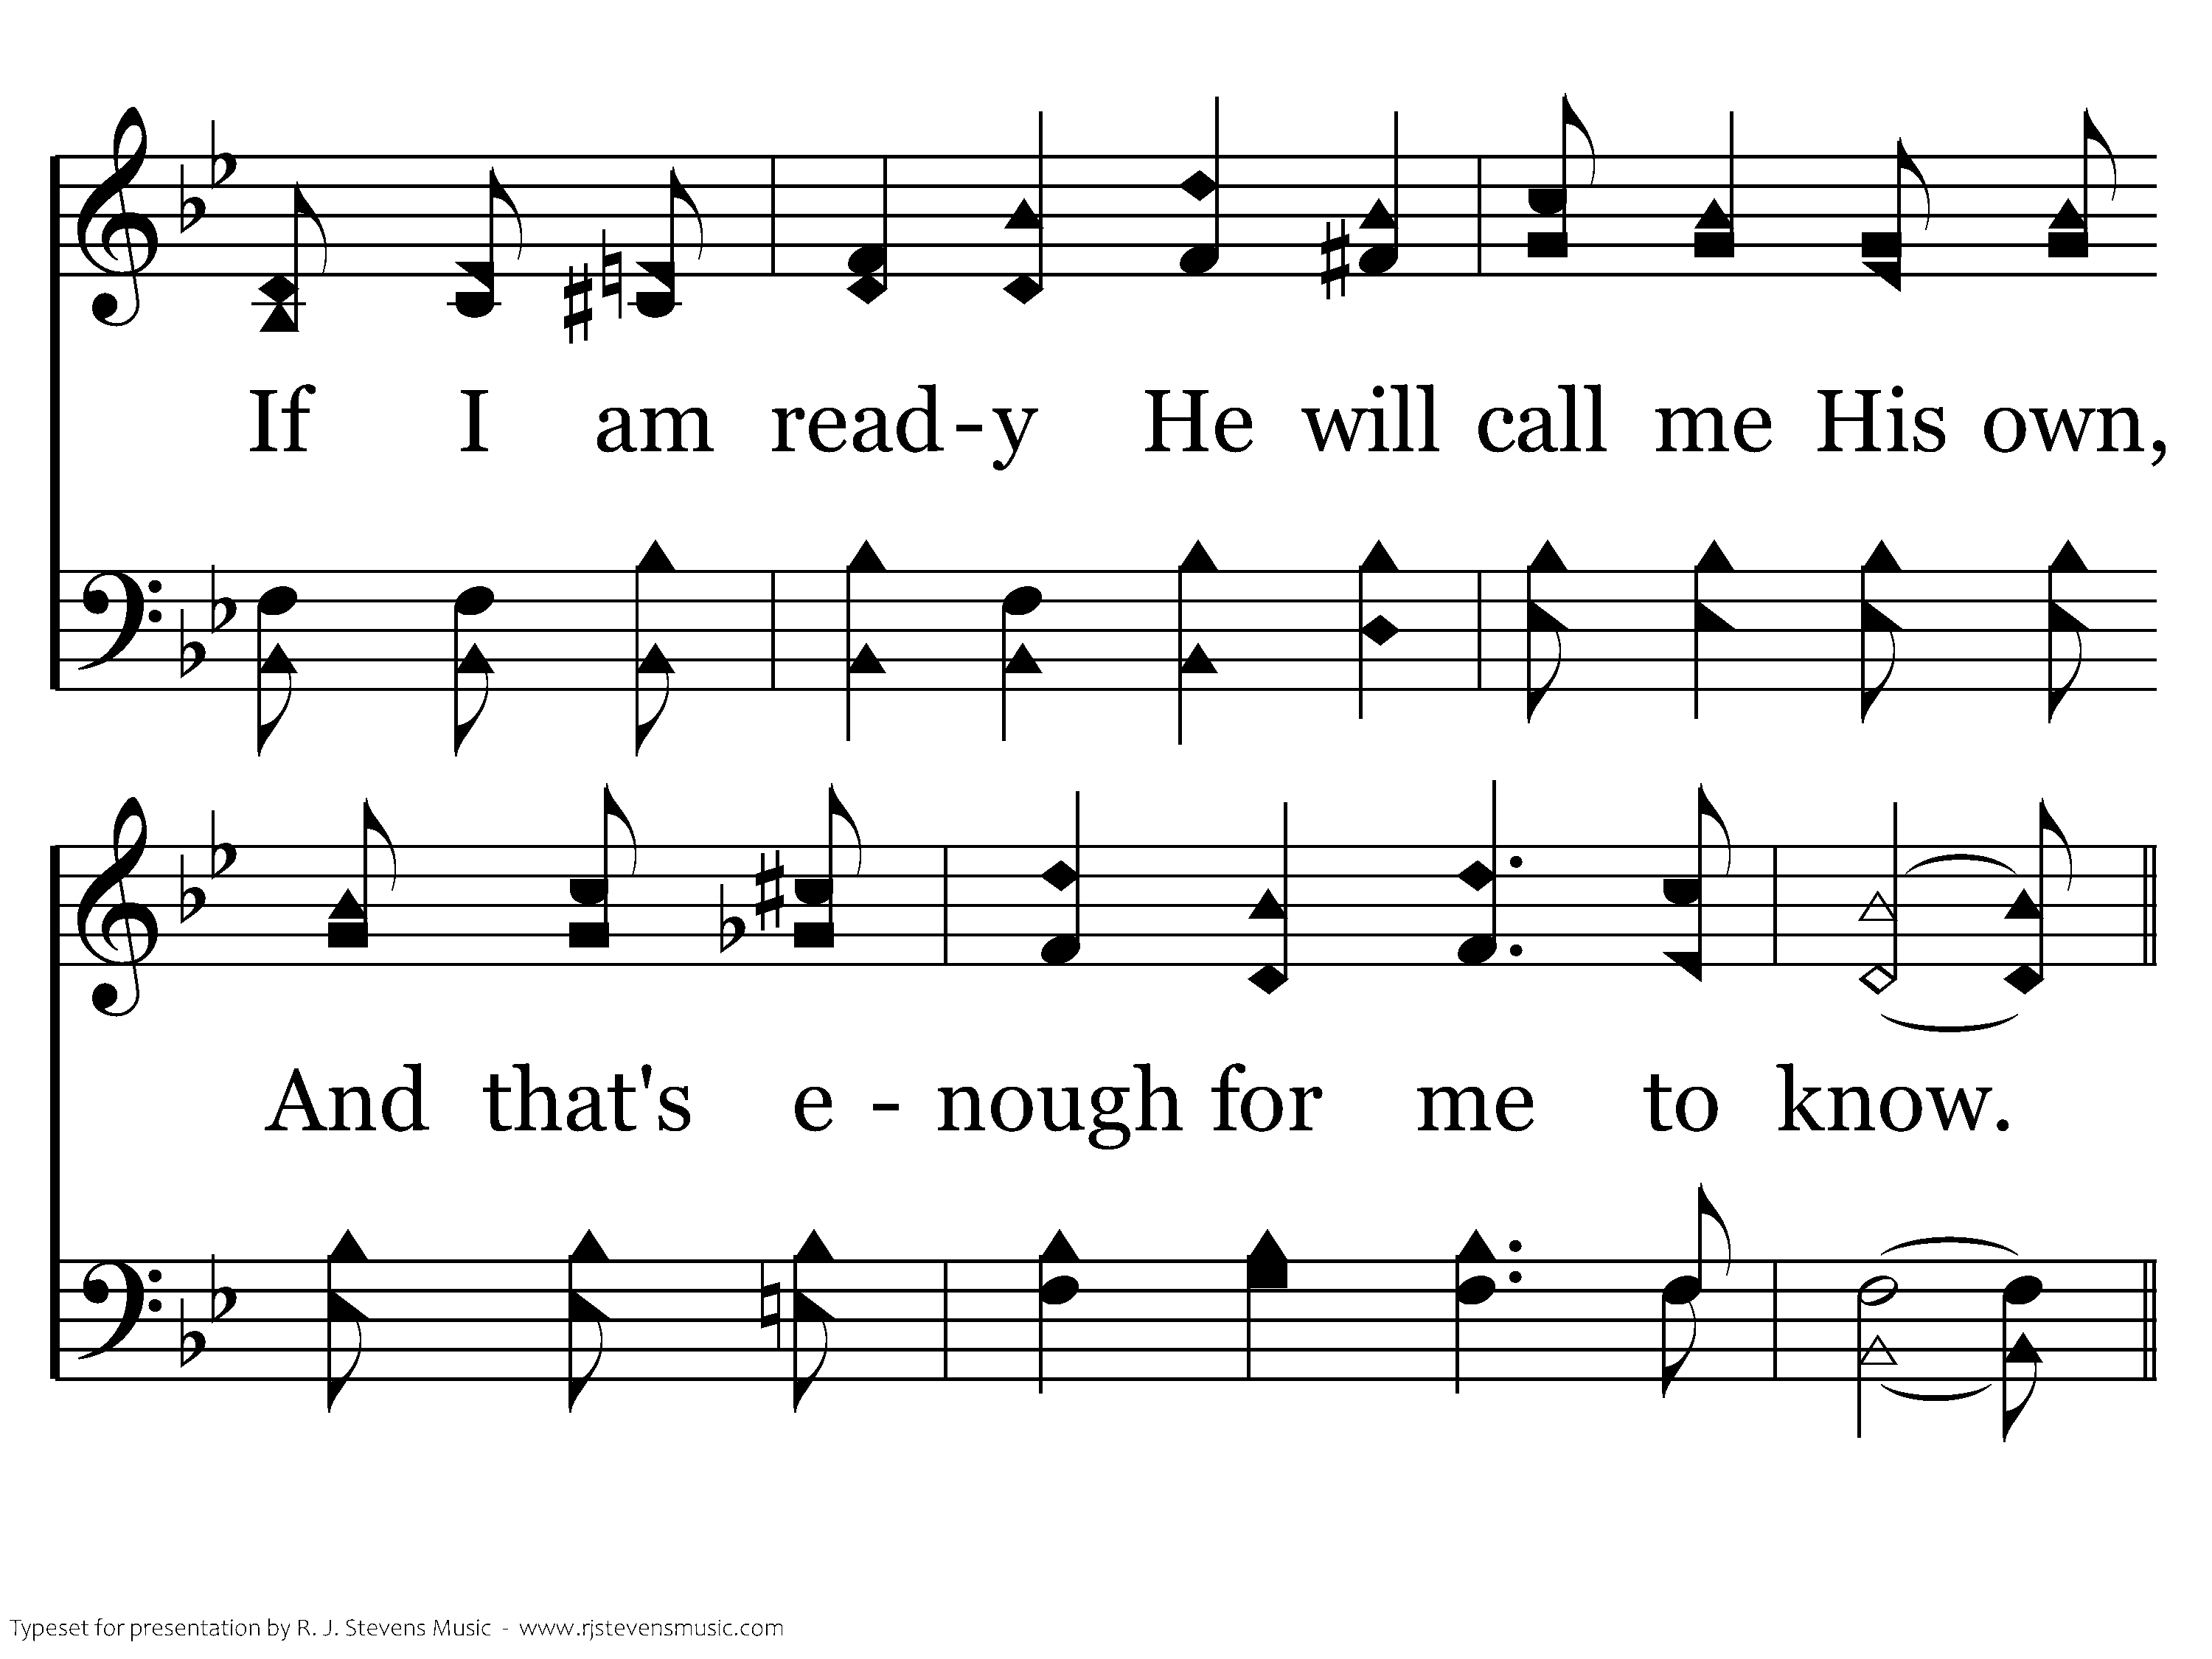 If I am read-y He will call me His own,
And that's e - nough for me to know.
Typeset for presentation by R. J. Stevens Music - www.rjstevensmusic.com